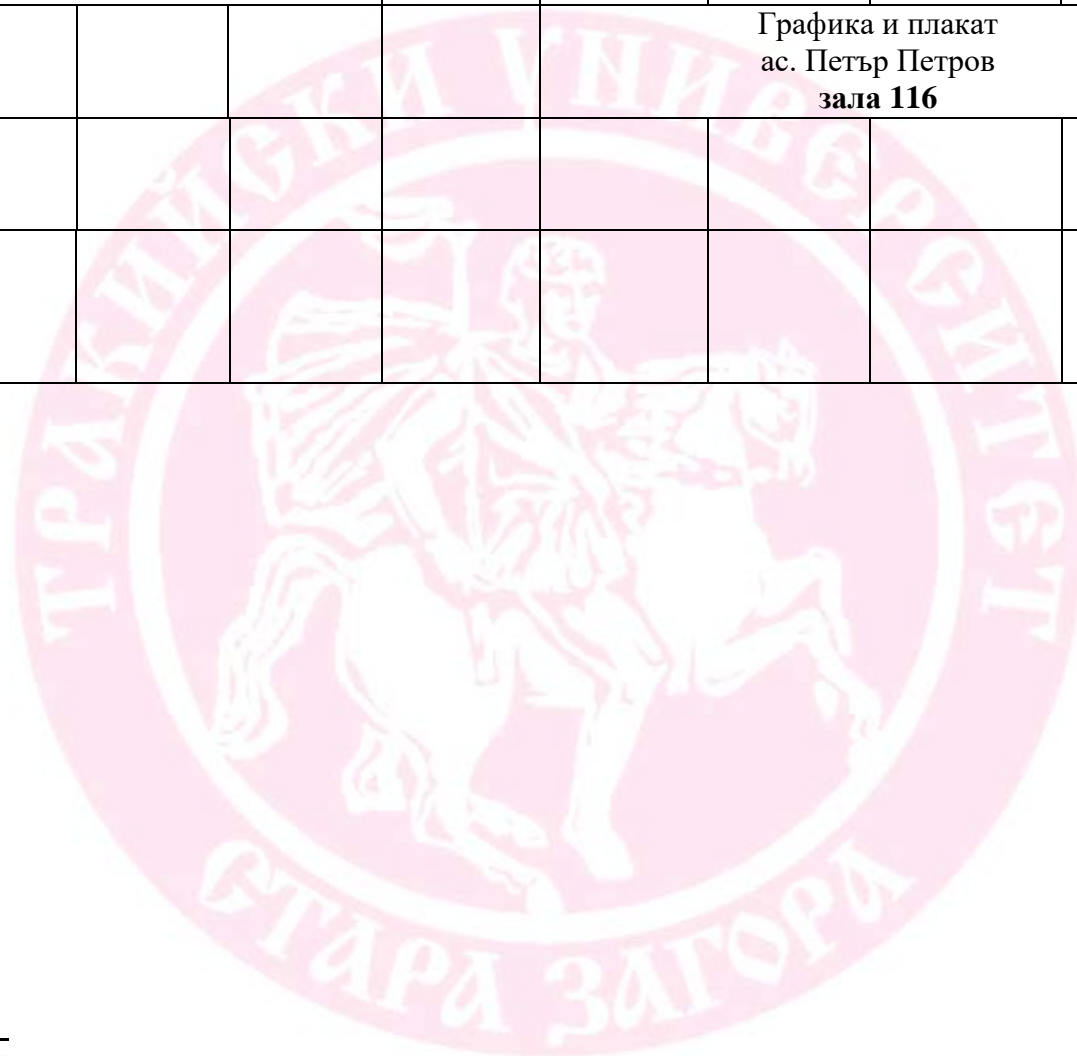 Графика и плакат
ас. Петър Петров
зала 116
ТРАКИЙСКИ УНИВЕРСИТЕТ
СТАРА ЗАГОРА